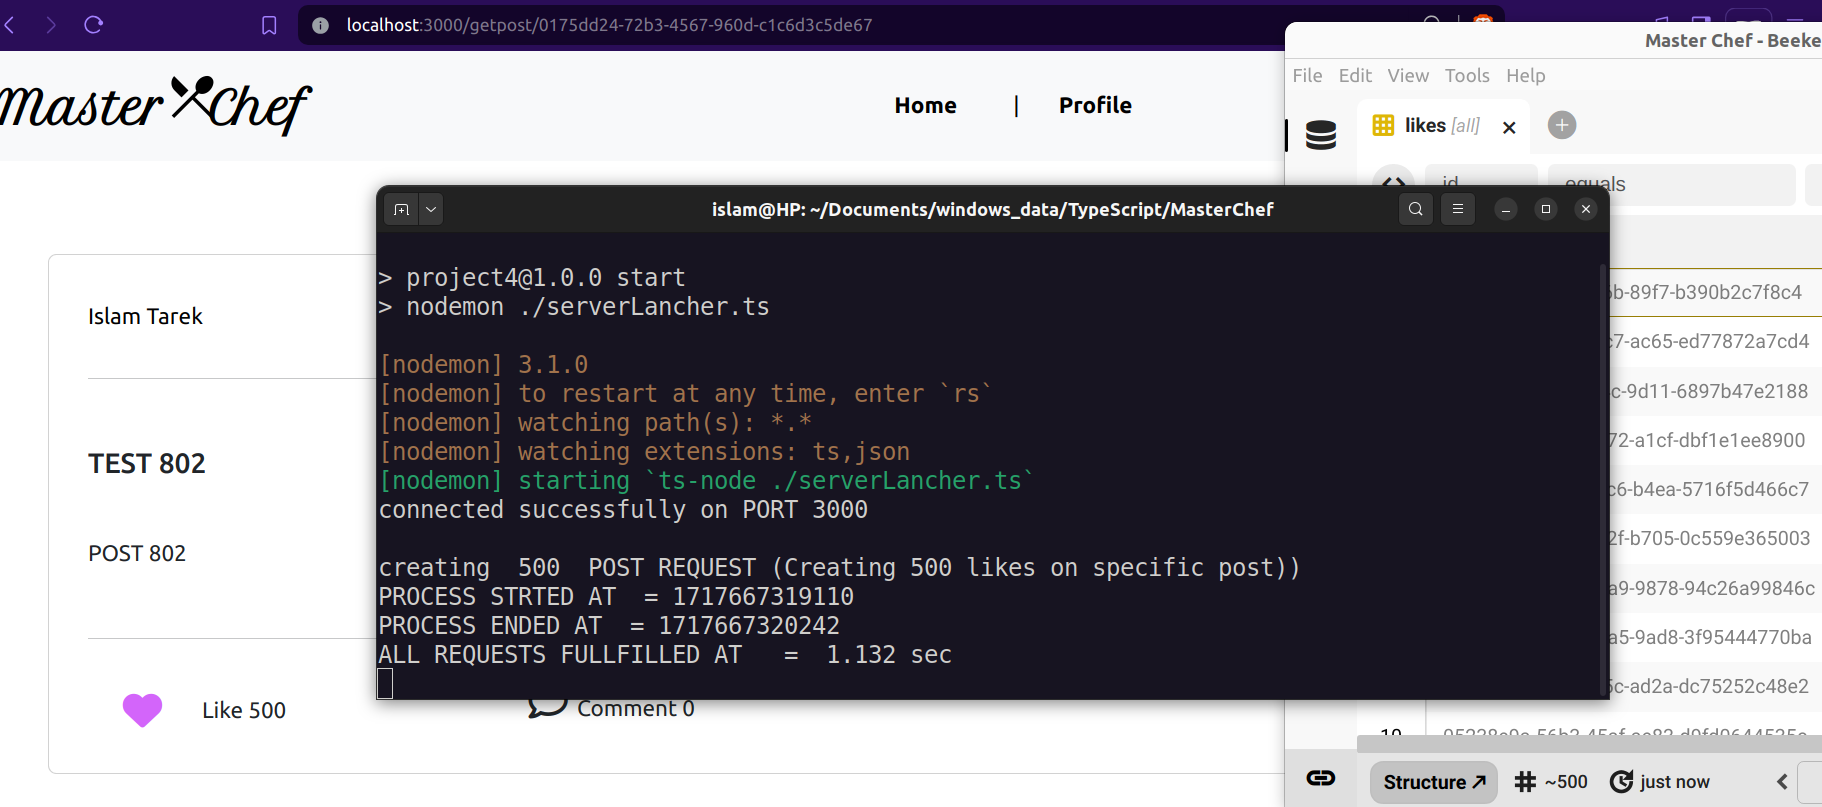 localhost:3000/getpost/0175dd24-72b3-4567-960d-c1c6d3c5de67
Master Chef - Beeke
File Edit View Tools Help
Master Chef
Home | Profile
likes [all]
id equals
islam@HP: ~/Documents/windows_data/TypeScript/MasterChef
> project4@1.0.0 start
> nodemon ./serverLancher.ts
[nodemon] 3.1.0
[nodemon] to restart at any time, enter `rs`
[nodemon] watching path(s): *.*
[nodemon] watching extensions: ts,json
[nodemon] starting `ts-node ./serverLancher.ts`
connected successfully on PORT 3000
creating 500 POST REQUEST (Creating 500 likes on specific post))
PROCESS STRTED AT = 1717667319110
PROCESS ENDED AT = 1717667320242
ALL REQUESTS FULLFILLED AT = 1.132 sec
Islam Tarek
TEST 802
POST 802
Like 500
Comment 0
b-89f7-b390b2c7f8c4
7-ac65-ed77872a7cd4
c-9d11-6897b47e2188
72-a1cf-dbf1e1ee8900
c6-b4ea-5716f5d466c7
2f-b705-0c559e365003
a9-9878-94c26a99846c
a5-9ad8-3f95444770ba
5c-ad2a-dc75252c48e2
Structure ~500 just now